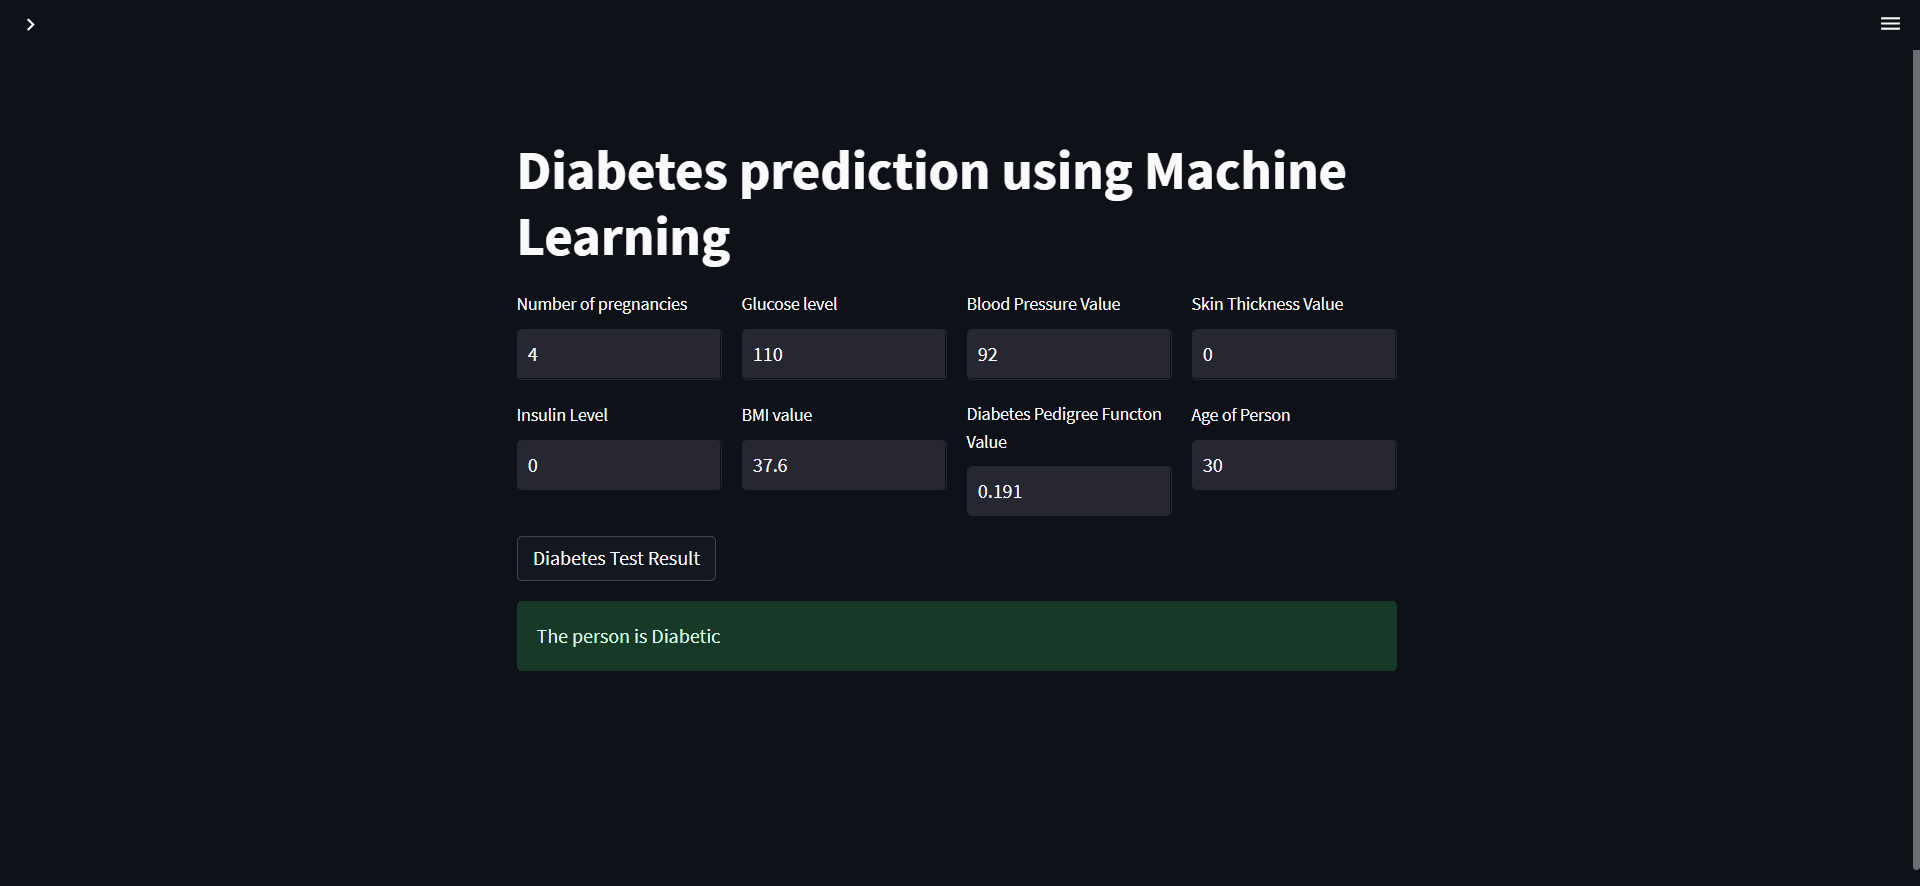 Diabetes prediction using Machine
Learning
Number of pregnancies
Glucose level
Blood Pressure Value
Skin Thickness Value
4
110
92
0
Insulin Level
BMI value
Diabetes Pedigree Functon
Value
Age of Person
0
37.6
0.191
30
Diabetes Test Result
The person is Diabetic